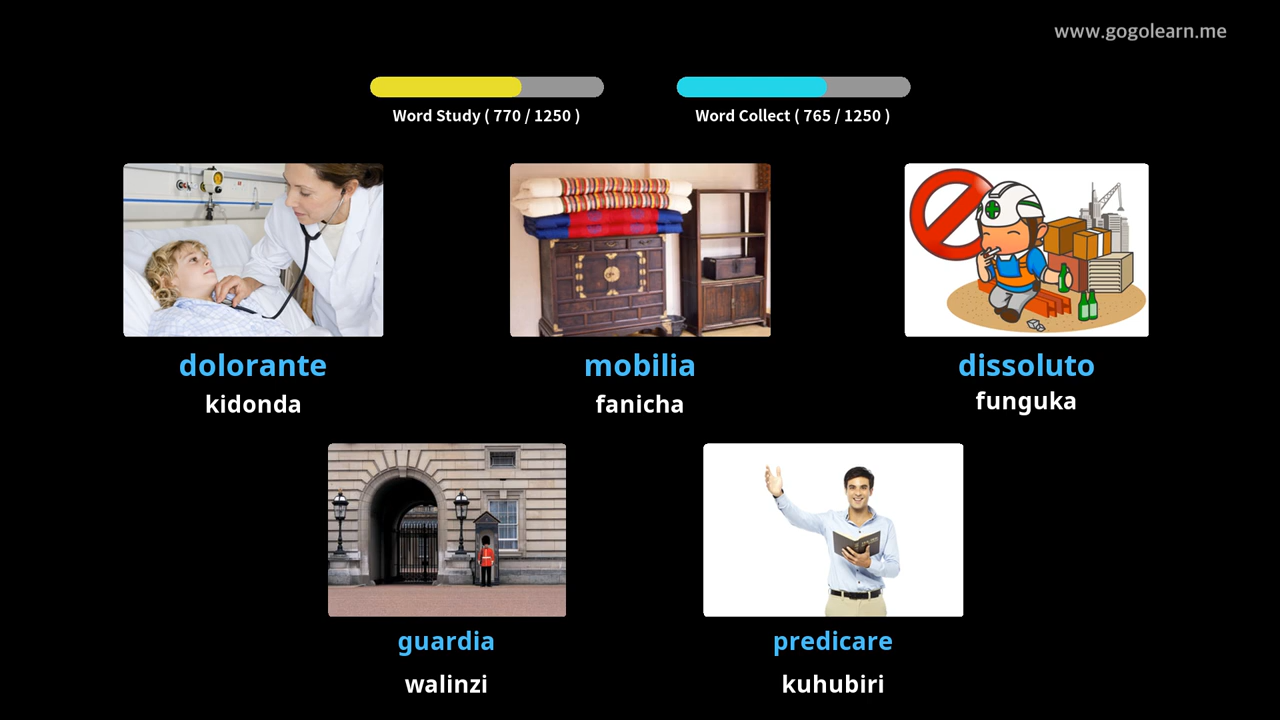 www.gogolearn.me
Word Study ( 770 / 1250 )
Word Collect ( 765 / 1250 )
dolorante
kidonda
mobilia
fanicha
dissoluto
funguka
guardia
walinzi
predicare
kuhubiri